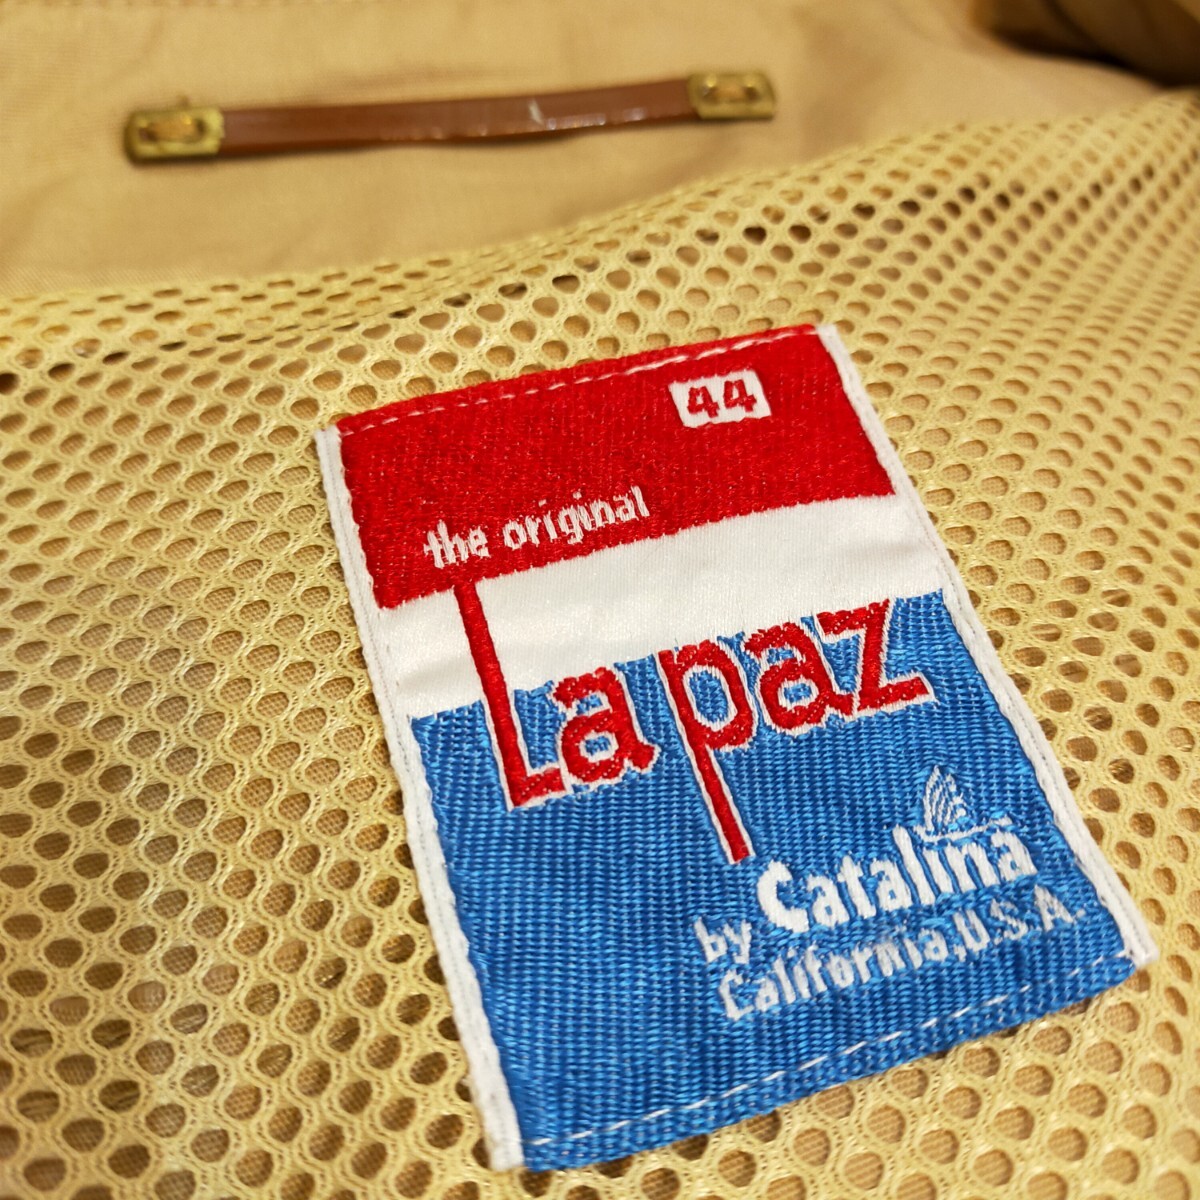 44
the original
La paz
by Catalina
California, U.S.A.